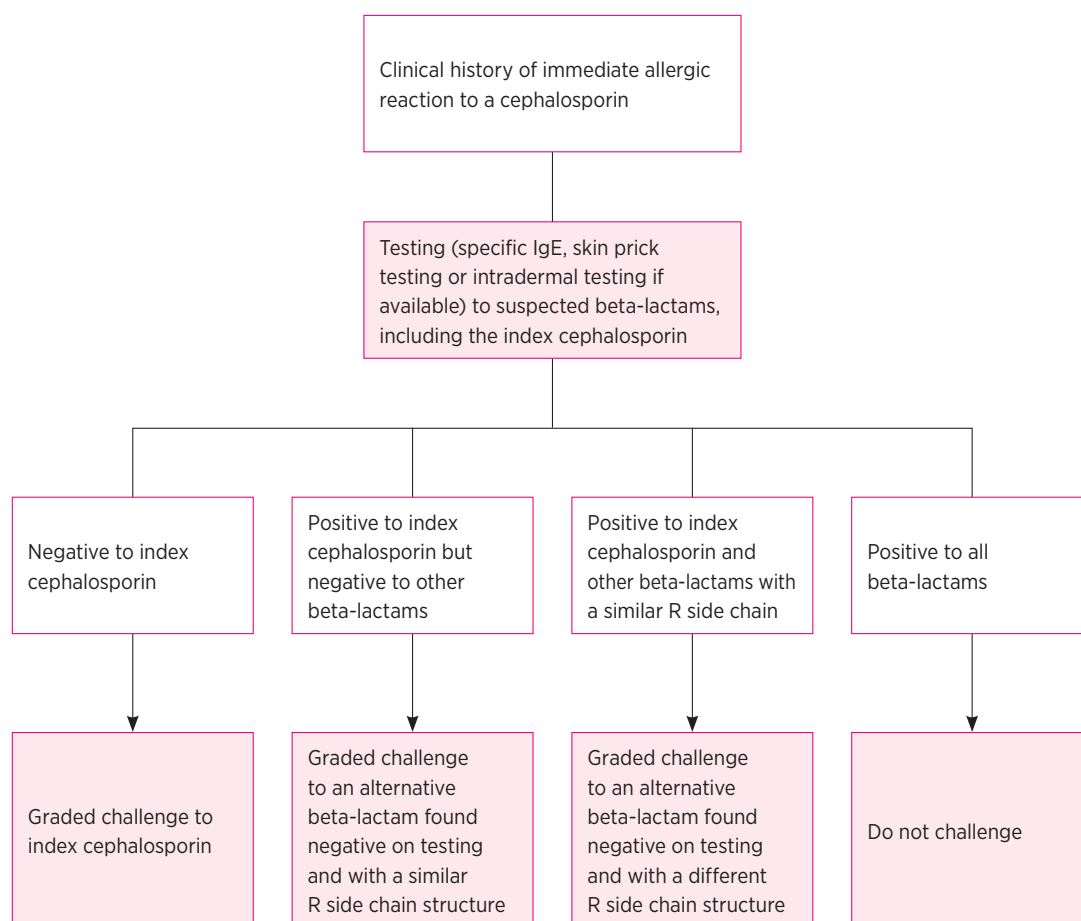 Clinical history of immediate allergic
reaction to a cephalosporin
Testing (specific IgE, skin prick
testing or intradermal testing if
available) to suspected beta-lactams,
including the index cephalosporin
Negative to index
cephalosporin
Positive to index
cephalosporin but
negative to other
beta-lactams
Positive to index
cephalosporin and
other beta-lactams with
a similar R side chain
Positive to all
beta-lactams
Graded challenge to
index cephalosporin
Graded challenge
to an alternative
beta-lactam found
negative on testing
and with a similar
R side chain structure
Graded challenge
to an alternative
beta-lactam found
negative on testing
and with a different
R side chain structure
Do not challenge